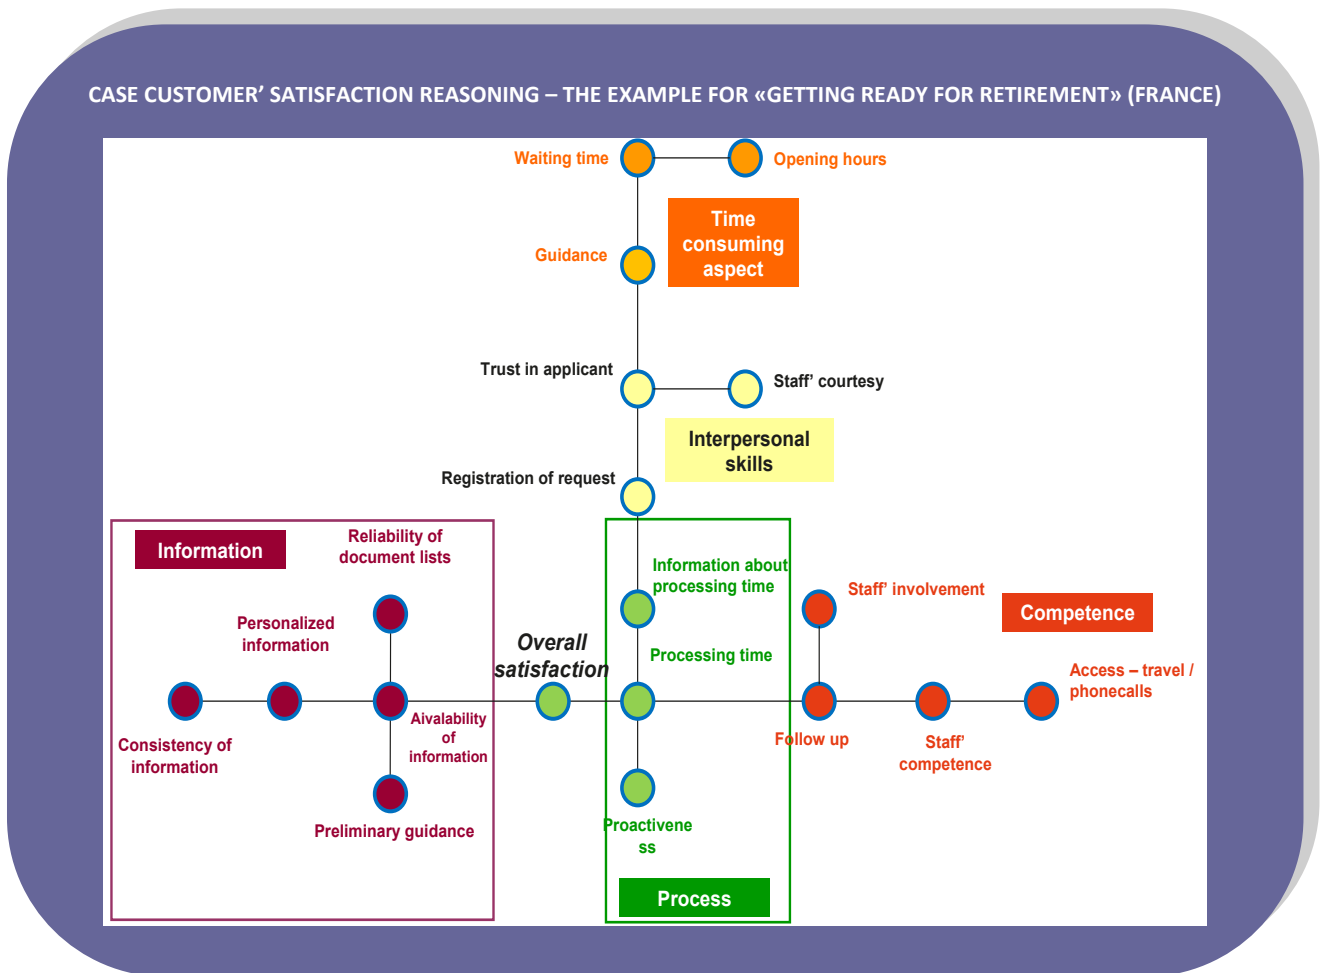 CASE CUSTOMER' SATISFACTION REASONING – THE EXAMPLE FOR «GETTING READY FOR RETIREMENT» (FRANCE)
Waiting time
Opening hours
Time
consuming
aspect
Guidance
Trust in applicant
Staff' courtesy
Interpersonal
skills
Registration of request
Information
Reliability of
document lists
Personalized
information
Consistency of
information
Aivalability
of
information
Preliminary guidance
Overall
satisfaction
Information about
processing time
Processing time
Proactivene
ss
Process
Staff' involvement
Competence
Access – travel /
phonecalls
Follow up
Staff'
competence